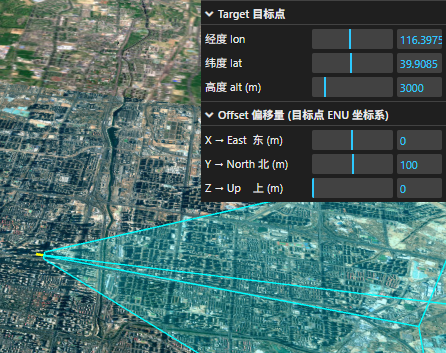 Target 目标点
经度 lon 116.3975
纬度 lat 39.9085
高度 alt (m) 3000
Offset 偏移量 (目标点 ENU 坐标系)
X → East 东 (m) 0
Y → North 北 (m) 100
Z → Up 上 (m) 0